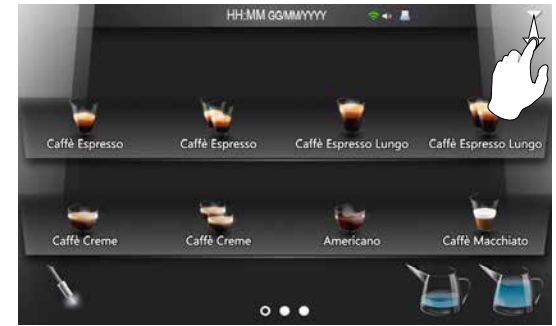 HH:MM GG/MM/YYYY
Caffè Espresso Caffè Espresso Caffè Espresso Lungo Caffè Espresso Lungo
Caffè Creme Caffè Creme Americano Caffè Macchiato